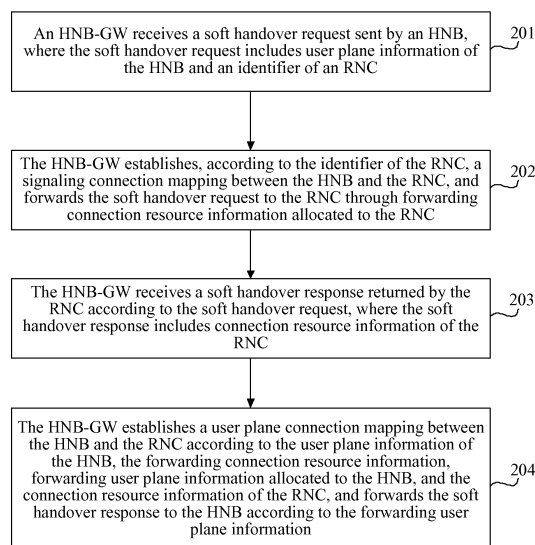 An HNB-GW receives a soft handover request sent by an HNB,
where the soft handover request includes user plane information of
the HNB and an identifier of an RNC
201
The HNB-GW establishes, according to the identifier of the RNC, a
signaling connection mapping between the HNB and the RNC, and
forwards the soft handover request to the RNC through forwarding
connection resource information allocated to the RNC
202
The HNB-GW receives a soft handover response returned by the
RNC according to the soft handover request, where the soft
handover response includes connection resource information of the
RNC
203
The HNB-GW establishes a user plane connection mapping between
the HNB and the RNC according to the user plane information of
the HNB, the forwarding connection resource information,
forwarding user plane information allocated to the HNB, and the
connection resource information of the RNC, and forwards the soft
handover response to the HNB according to the forwarding user
plane information
204